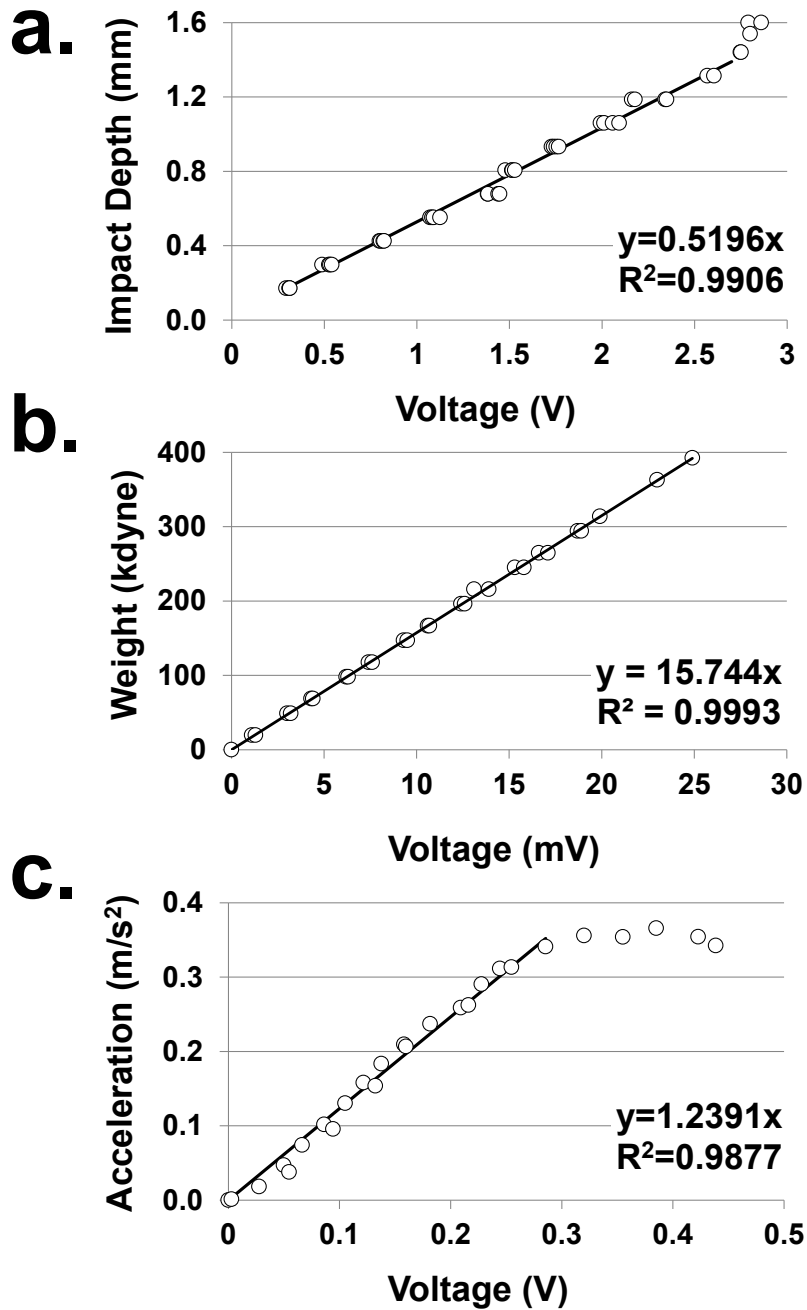 a.
Impact Depth (mm)
1.6
1.2
0.8
0.4
0.0
y=0.5196x
R²=0.9906
0 0.5 1 1.5 2 2.5 3
Voltage (V)
b.
Weight (kdyne)
400
300
200
100
0
y = 15.744x
R² = 0.9993
0 5 10 15 20 25 30
Voltage (mV)
c.
Acceleration (m/s²)
0.4
0.3
0.2
0.1
0.0
y=1.2391x
R²=0.9877
0 0.1 0.2 0.3 0.4 0.5
Voltage (V)